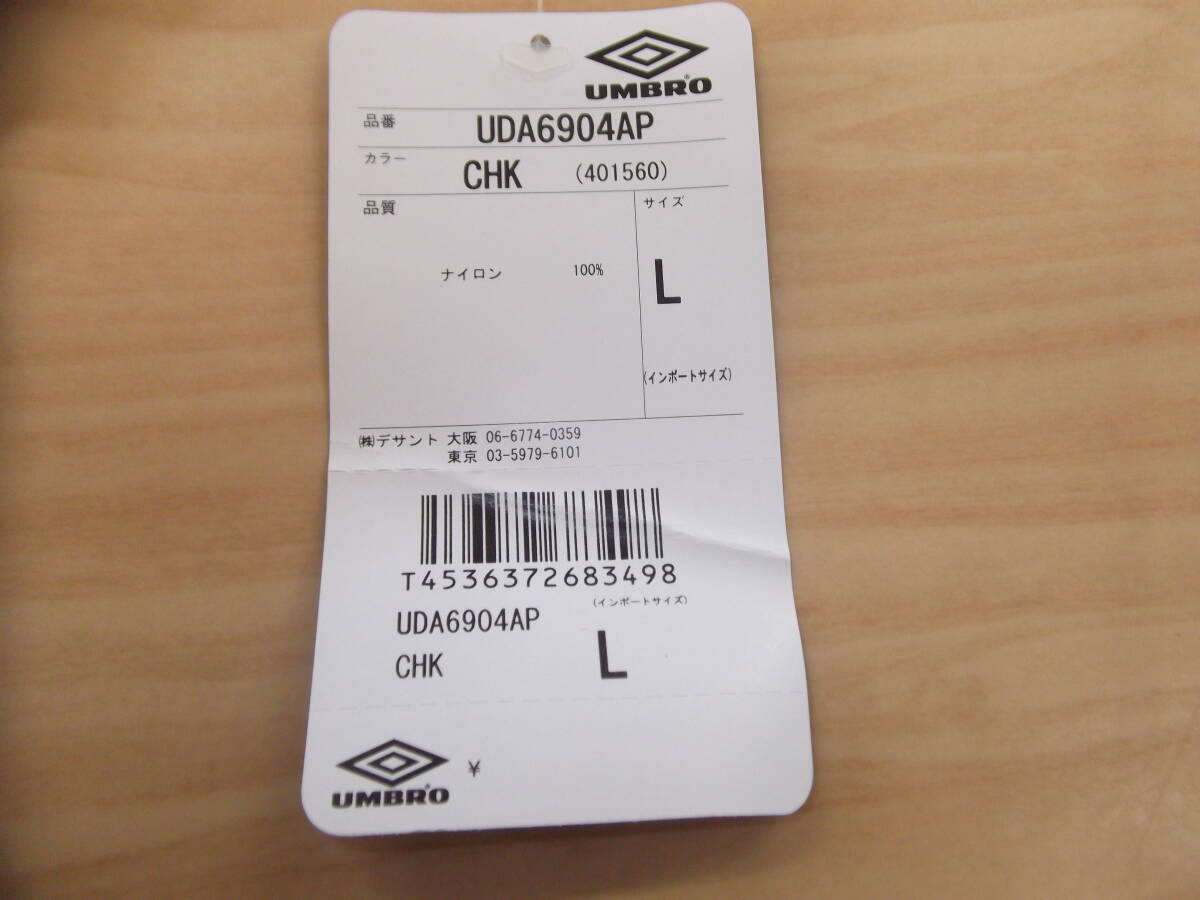 UMBRO®
品番 UDA6904AP
カラー CHK (401560)
品質 サイズ
ナイロン 100% L
(インポートサイズ)
㈱デサント 大阪 06-6774-0359
東京 03-5979-6101
T4536372683498
(インポートサイズ)
UDA6904AP
CHK L
UMBRO® ¥